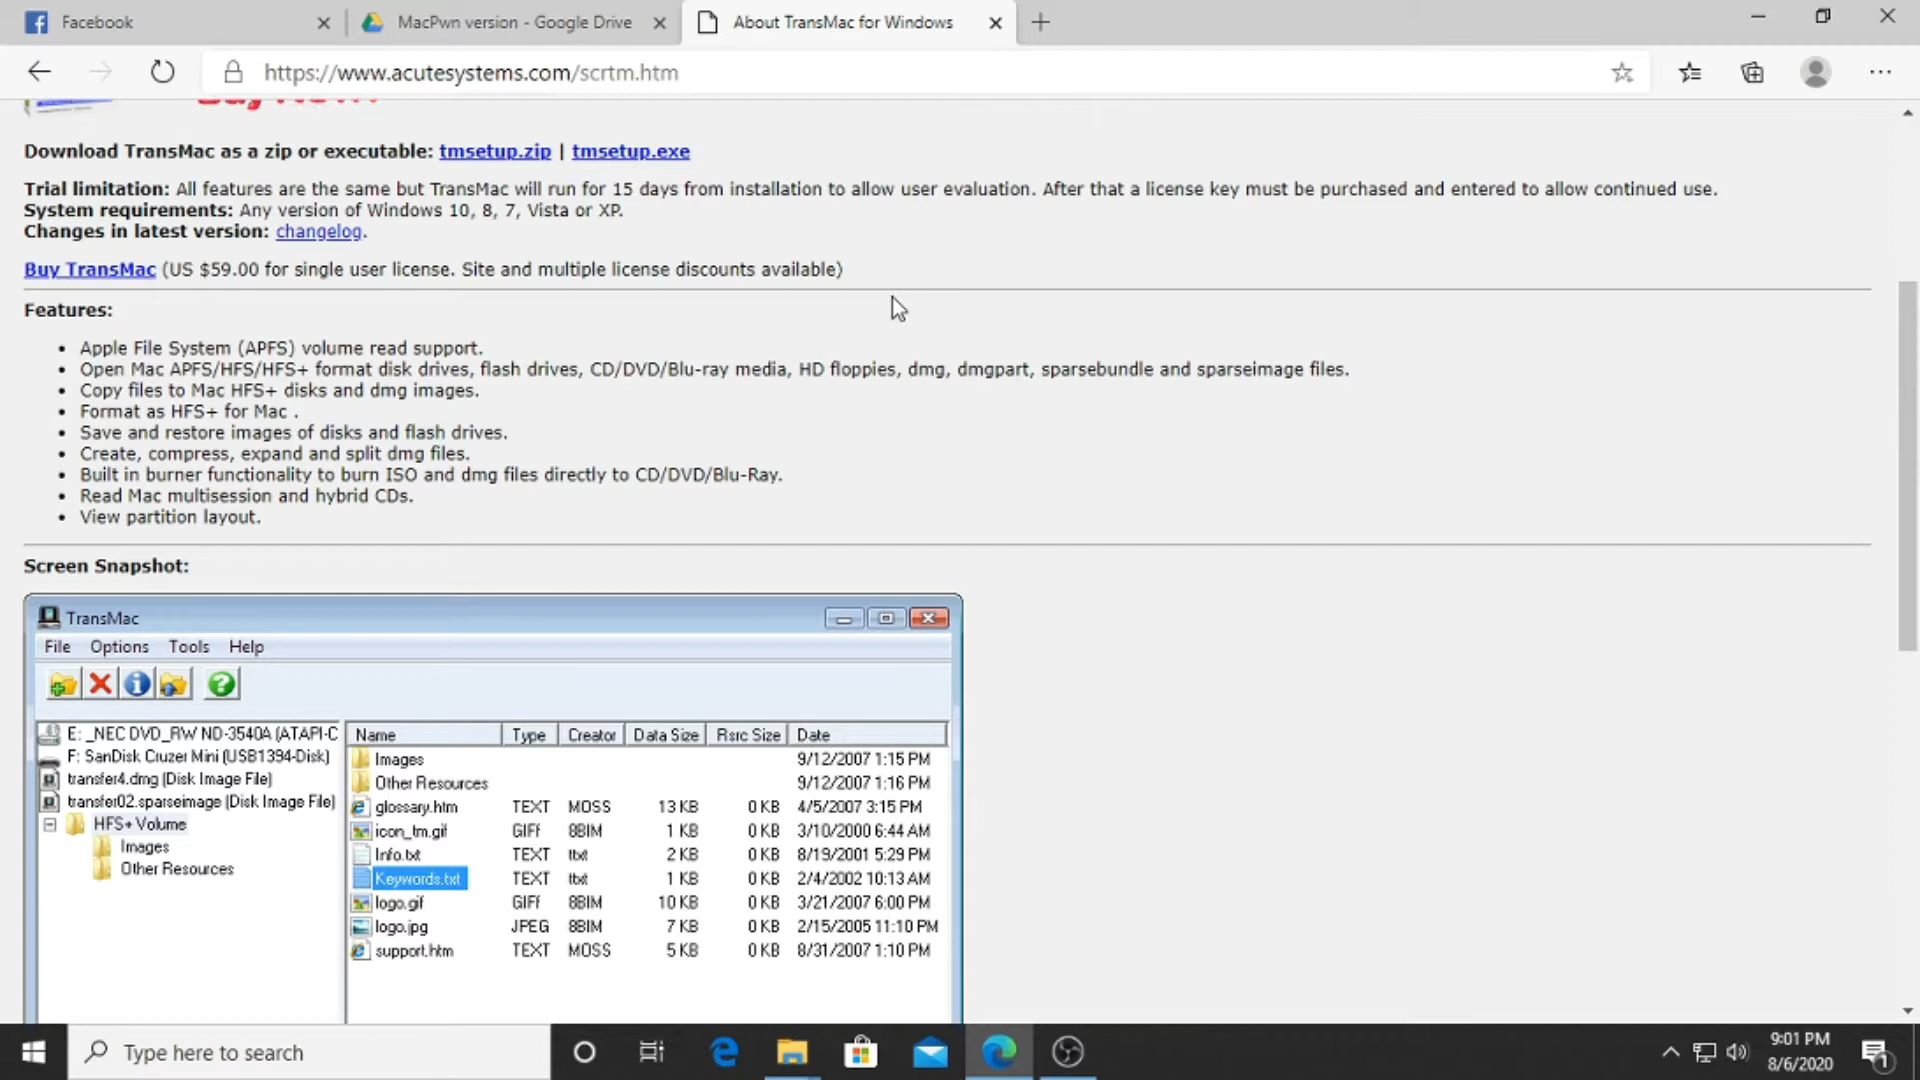 Facebook
MacPwn version - Google Drive
About TransMac for Windows
https://www.acutesystems.com/scrtm.htm
Download TransMac as a zip or executable: tmsetup.zip | tmsetup.exe
Trial limitation: All features are the same but TransMac will run for 15 days from installation to allow user evaluation. After that a license key must be purchased and entered to allow continued use.
System requirements: Any version of Windows 10, 8, 7, Vista or XP.
Changes in latest version: changelog.
Buy TransMac (US $59.00 for single user license. Site and multiple license discounts available)
Features:
• Apple File System (APFS) volume read support.
• Open Mac APFS/HFS/HFS+ format disk drives, flash drives, CD/DVD/Blu-ray media, HD floppies, dmg, dmgpart, sparsebundle and sparseimage files.
• Copy files to Mac HFS+ disks and dmg images.
• Format as HFS+ for Mac .
• Save and restore images of disks and flash drives.
• Create, compress, expand and split dmg files.
• Built in burner functionality to burn ISO and dmg files directly to CD/DVD/Blu-Ray.
• Read Mac multisession and hybrid CDs.
• View partition layout.
Screen Snapshot:
TransMac
File Options Tools Help
E: _NEC DVD_RW ND-3540A (ATAPI-C
F: SanDisk Cruzer Mini (USB1394-Disk)
transfer4.dmg (Disk Image File)
transfer02.sparseimage (Disk Image File)
HFS+ Volume
Images
Other Resources
Name Type Creator Data Size Rsrc Size Date
Images 9/12/2007 1:15 PM
Other Resources 9/12/2007 1:16 PM
glossary.htm TEXT MOSS 13 KB 0 KB 4/5/2007 3:15 PM
icon_tm.gif GIFf 8BIM 1 KB 0 KB 3/10/2000 6:44 AM
Info.txt TEXT ttxt 2 KB 0 KB 8/19/2001 5:29 PM
Keywords.txt TEXT ttxt 1 KB 0 KB 2/4/2002 10:13 AM
logo.gif GIFf 8BIM 10 KB 0 KB 3/21/2007 6:00 PM
logo.jpg JPEG 8BIM 7 KB 0 KB 2/15/2005 11:10 PM
support.htm TEXT MOSS 5 KB 0 KB 8/31/2007 1:10 PM
Type here to search
9:01 PM
8/6/2020
1